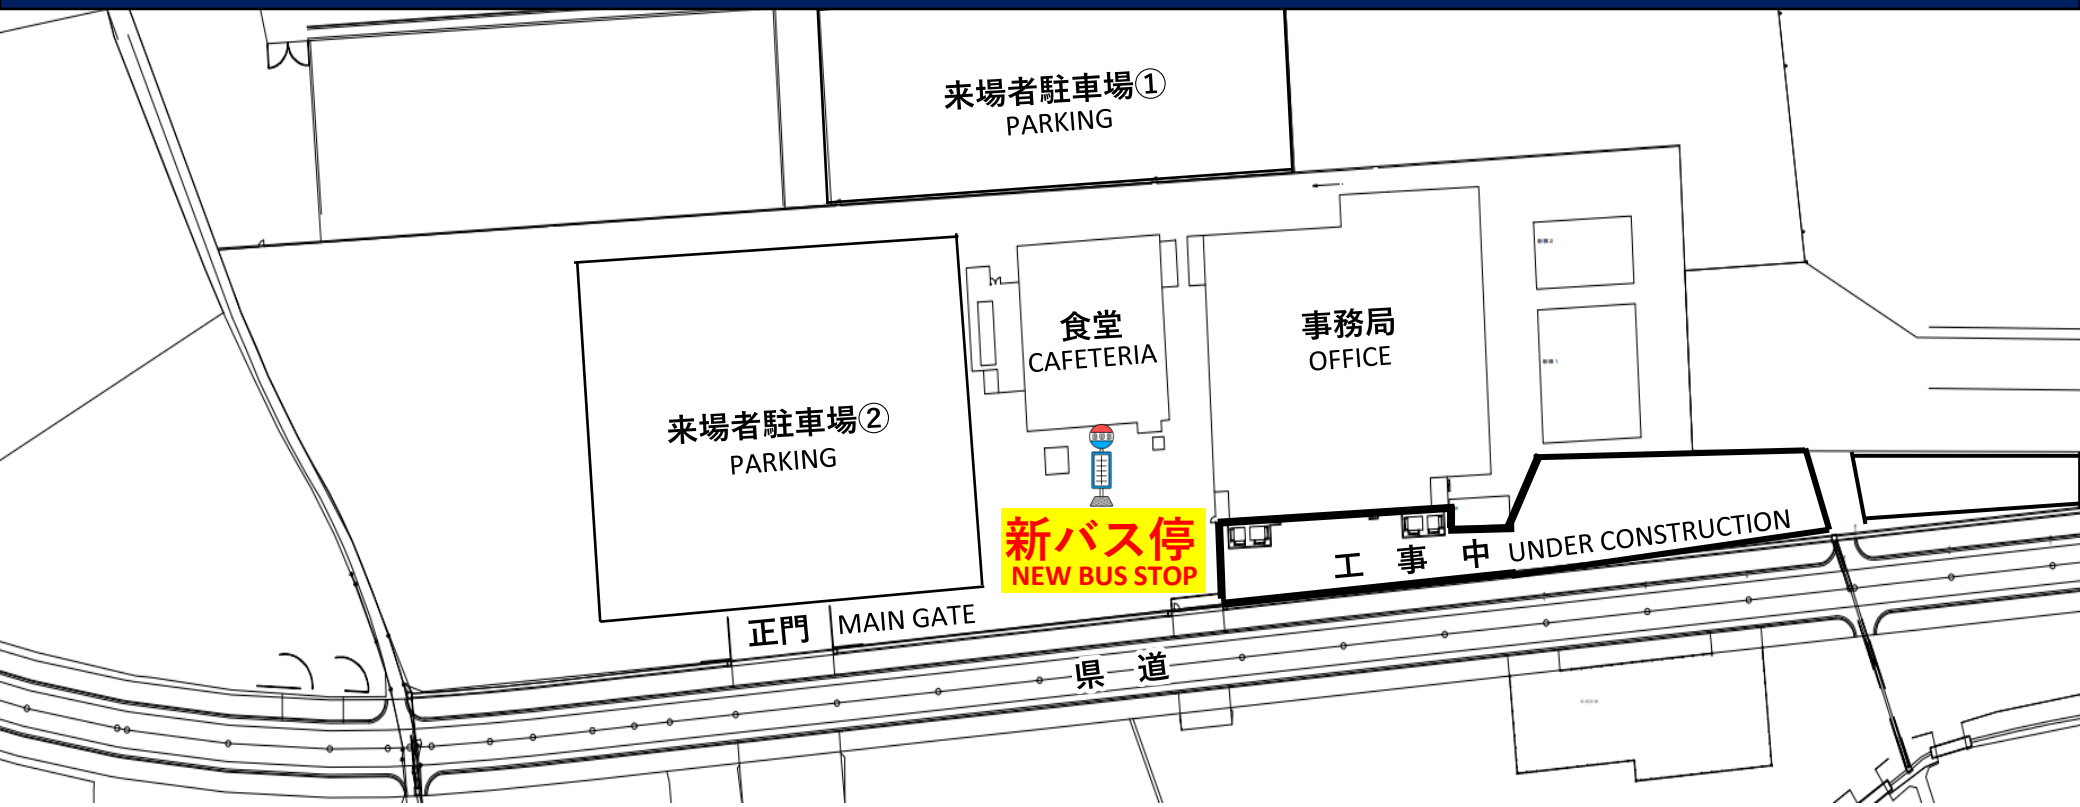 来場者駐車場①
PARKING
食堂
CAFETERIA
事務局
OFFICE
来場者駐車場②
PARKING
新バス停
NEW BUS STOP
工事中 UNDER CONSTRUCTION
正門 MAIN GATE
県道